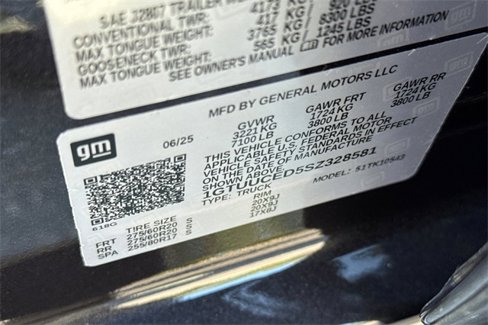 SAE J2807 TRAILER WE
CONVENTIONAL TWR: 4173 KG / 920 LBS
MAX TONGUE WEIGHT: 417 KG / 920 LBS
GOOSENECK TWR: 3765 KG / 8300 LBS
MAX TONGUE WEIGHT: 565 KG / 1245 LBS
SEE OWNER'S MANUAL FOR MORE INFORMATION
MFD BY GENERAL MOTORS LLC
gm
06/25
GVWR GAWR FRT GAWR RR
3221 KG 1724 KG 1724 KG
7100 LB 3800 LB 3800 LB
THIS VEHICLE CONFORMS TO ALL
APPLICABLE U.S. FEDERAL MOTOR
VEHICLE SAFETY STANDARDS IN EFFECT
ON THE DATE OF MANUFACTURE
SHOWN ABOVE.
1GTUUCED5SZ328581
TYPE: TRUCK MODEL: 51TK10543
618G
TIRE SIZE RIM
FRT 275/60R20 S 20X9J
RR 275/60R20 S 20X9J
SPA 255/80R17 S 17X8J